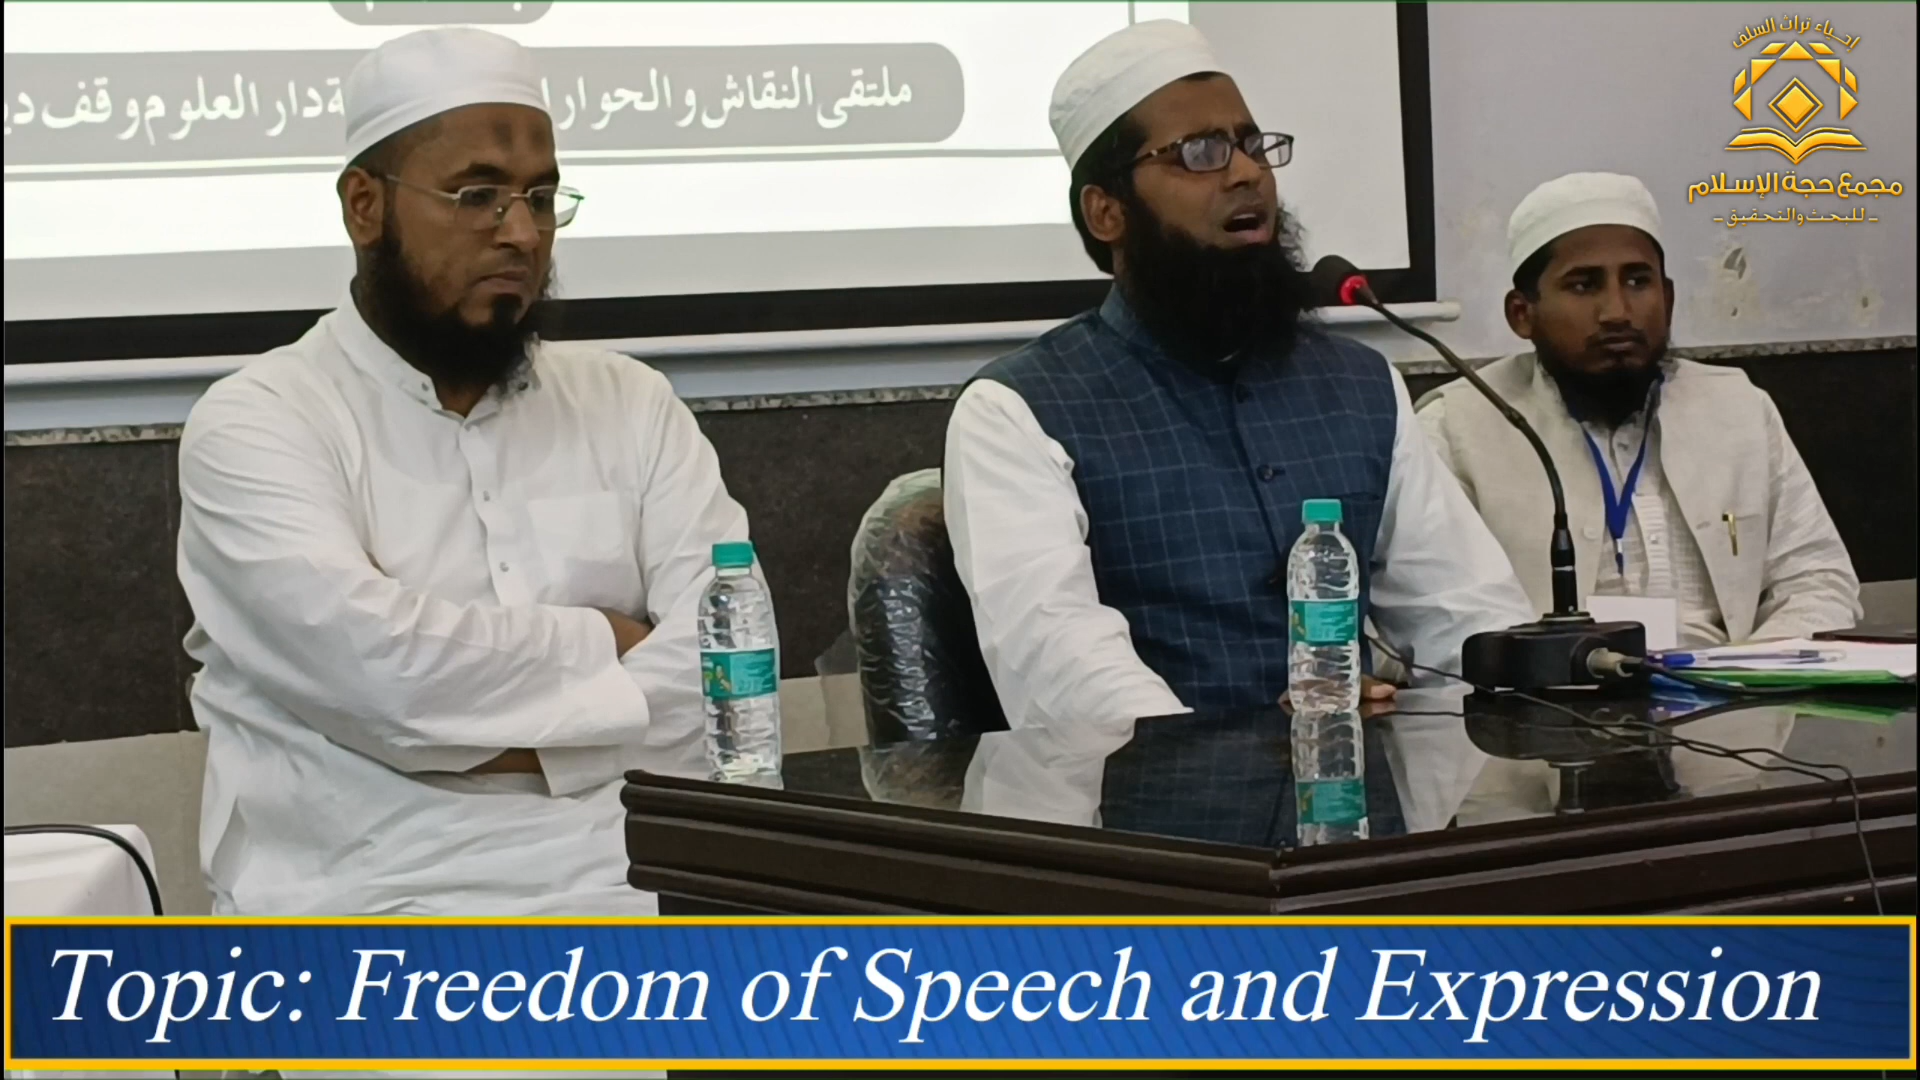 إحياء تراث السلف
مجمع حجة الإسلام
للبحث والتحقيق
ملتقى النقاش والحوار
دار العلوم وقف
Topic: Freedom of Speech and Expression